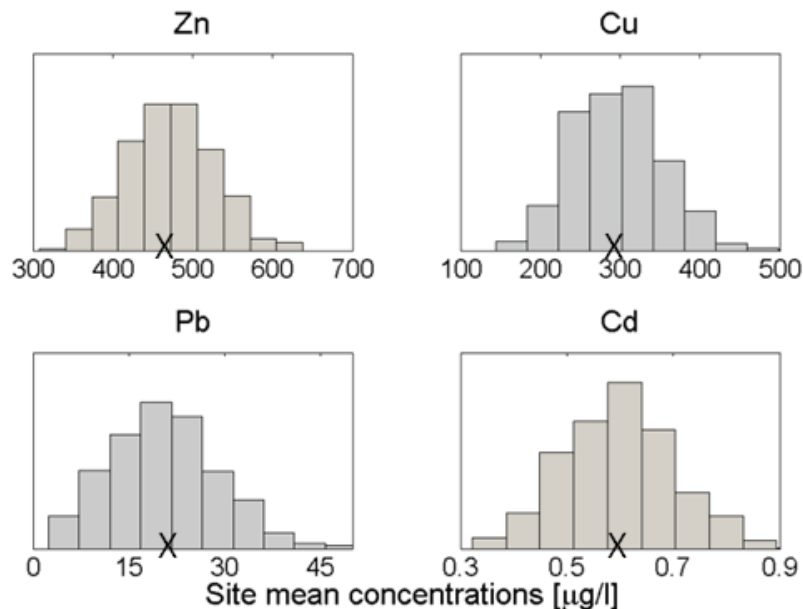 Zn
Cu
300 400 500 600 700
100 200 300 400 500
X
X
Pb
Cd
0 15 30 45
0.3 0.5 0.7 0.9
X
X
Site mean concentrations [µg/l]